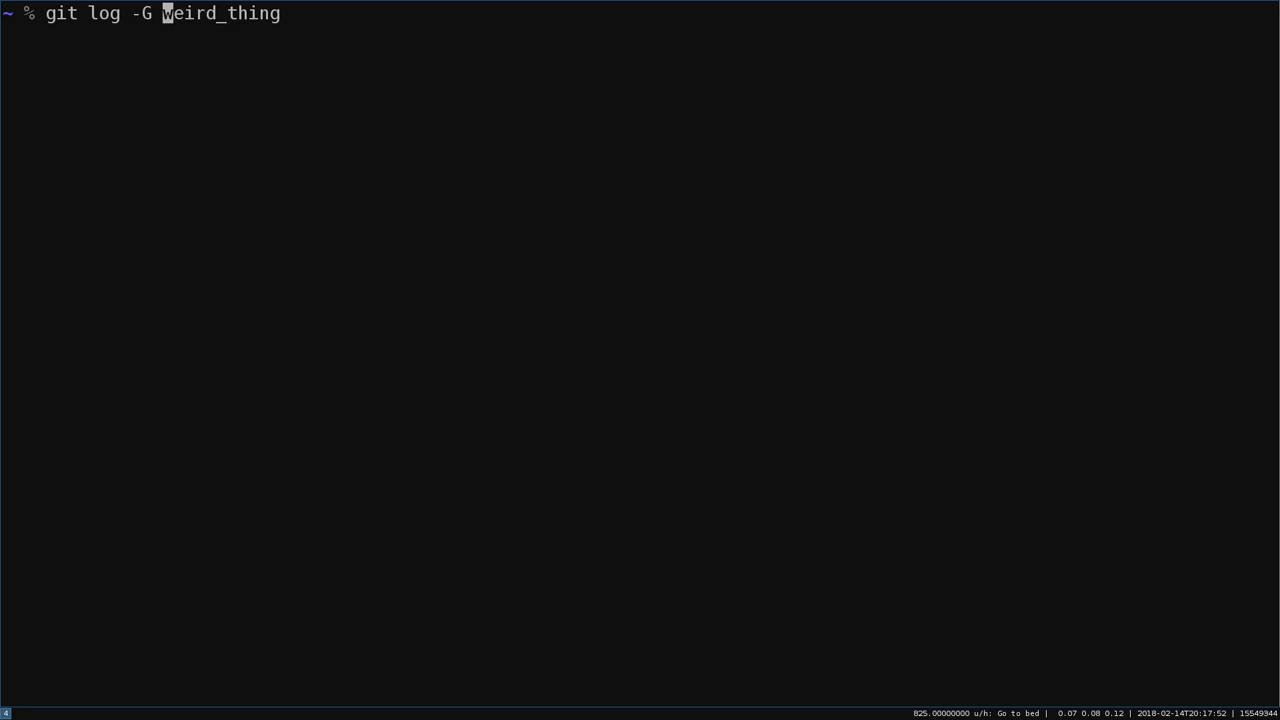 ~ % git log -G weird_thing
4
825.00000000 u/h: Go to bed | 0.07 0.08 0.12 | 2018-02-14T20:17:52 | 15549344